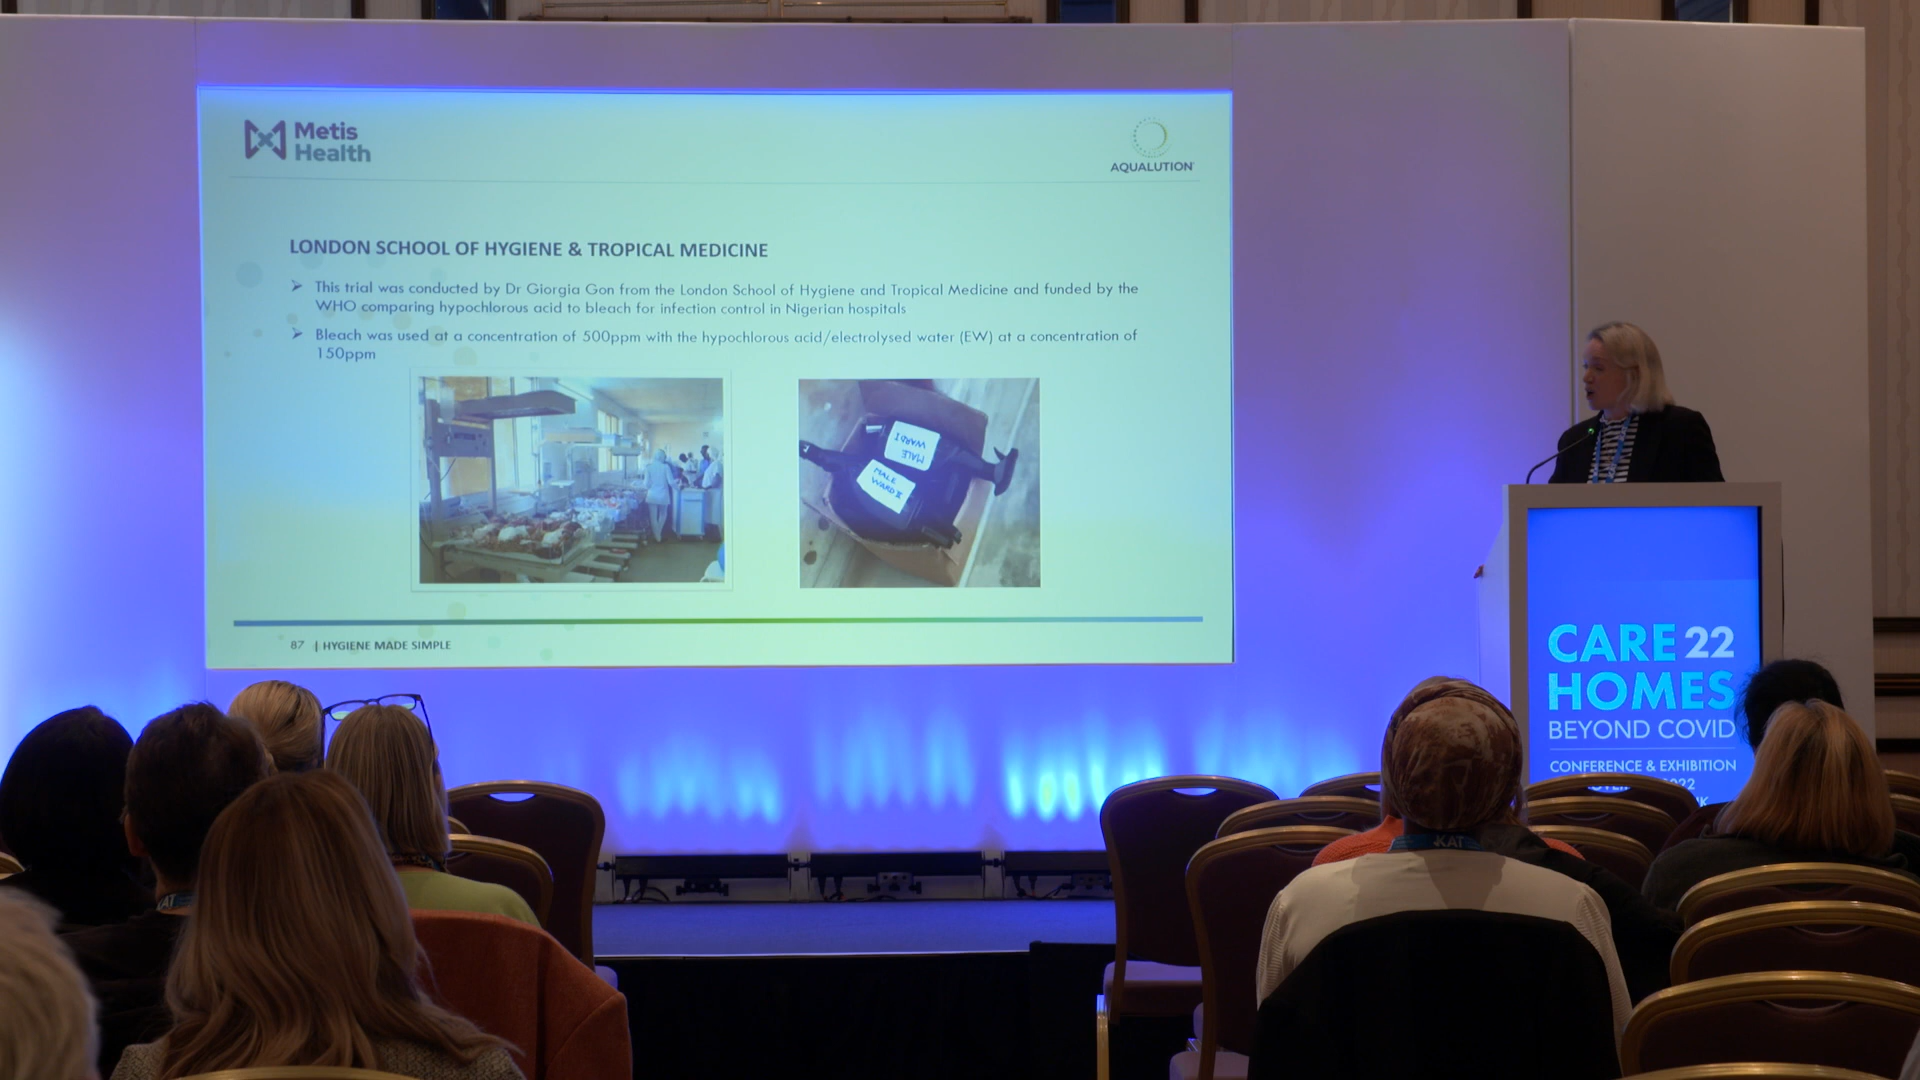 Metis
Health
AQUALUTION
LONDON SCHOOL OF HYGIENE & TROPICAL MEDICINE
This trial was conducted by Dr Giorgia Gon from the London School of Hygiene and Tropical Medicine and funded by the
WHO comparing hypochlorous acid to bleach for infection control in Nigerian hospitals
Bleach was used at a concentration of 500ppm with the hypochlorous acid/electrolysed water (EW) at a concentration of
150ppm
MALE
WARD I
MALE
WARD II
87 | HYGIENE MADE SIMPLE
CARE 22
HOMES
BEYOND COVID
CONFERENCE & EXHIBITION
KAT